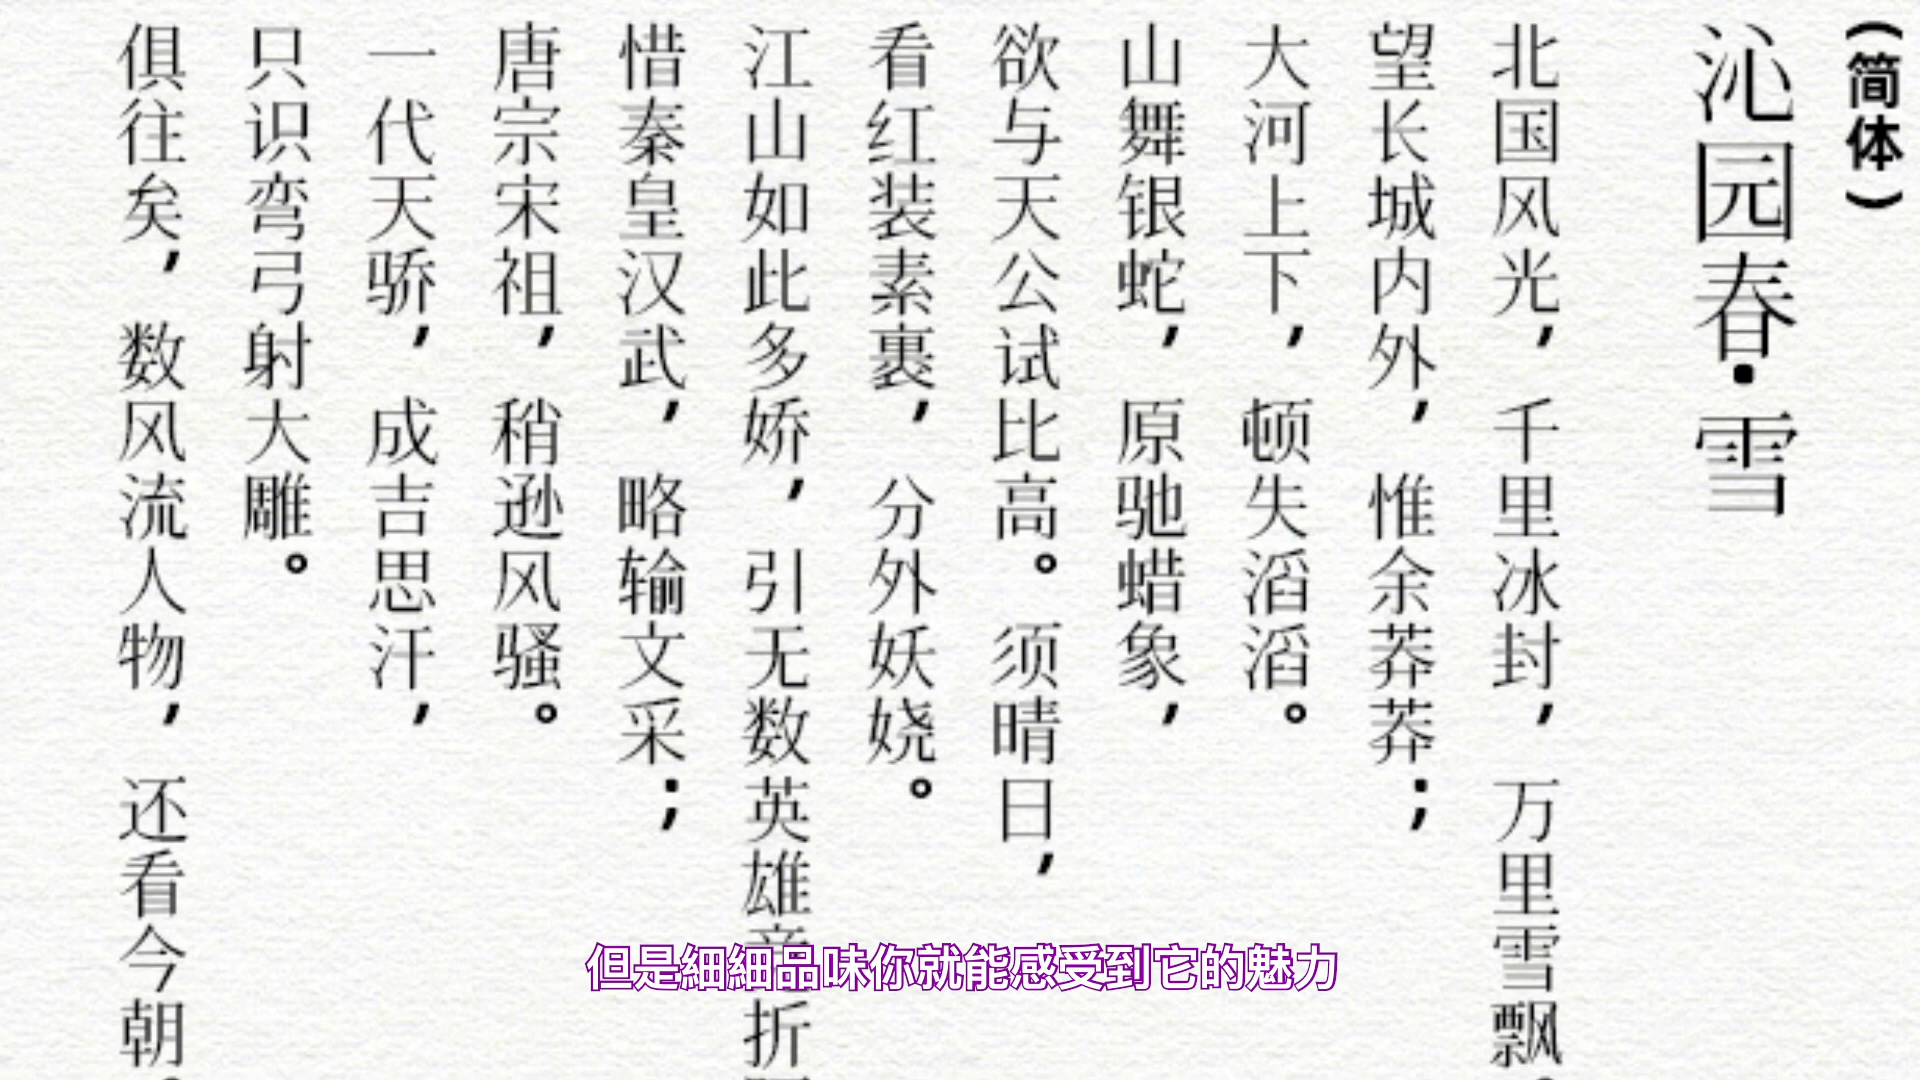 （简体）
沁园春·雪
北国风光，千里冰封，万里雪飘。
望长城内外，惟余莽莽；
大河上下，顿失滔滔。
山舞银蛇，原驰蜡象，
欲与天公试比高。须晴日，
看红装素裹，分外妖娆。
江山如此多娇，引无数英雄竞折
惜秦皇汉武，略输文采；
唐宗宋祖，稍逊风骚。
一代天骄，成吉思汗，
只识弯弓射大雕。
俱往矣，数风流人物，还看今朝。
但是細細品味你就能感受到它的魅力